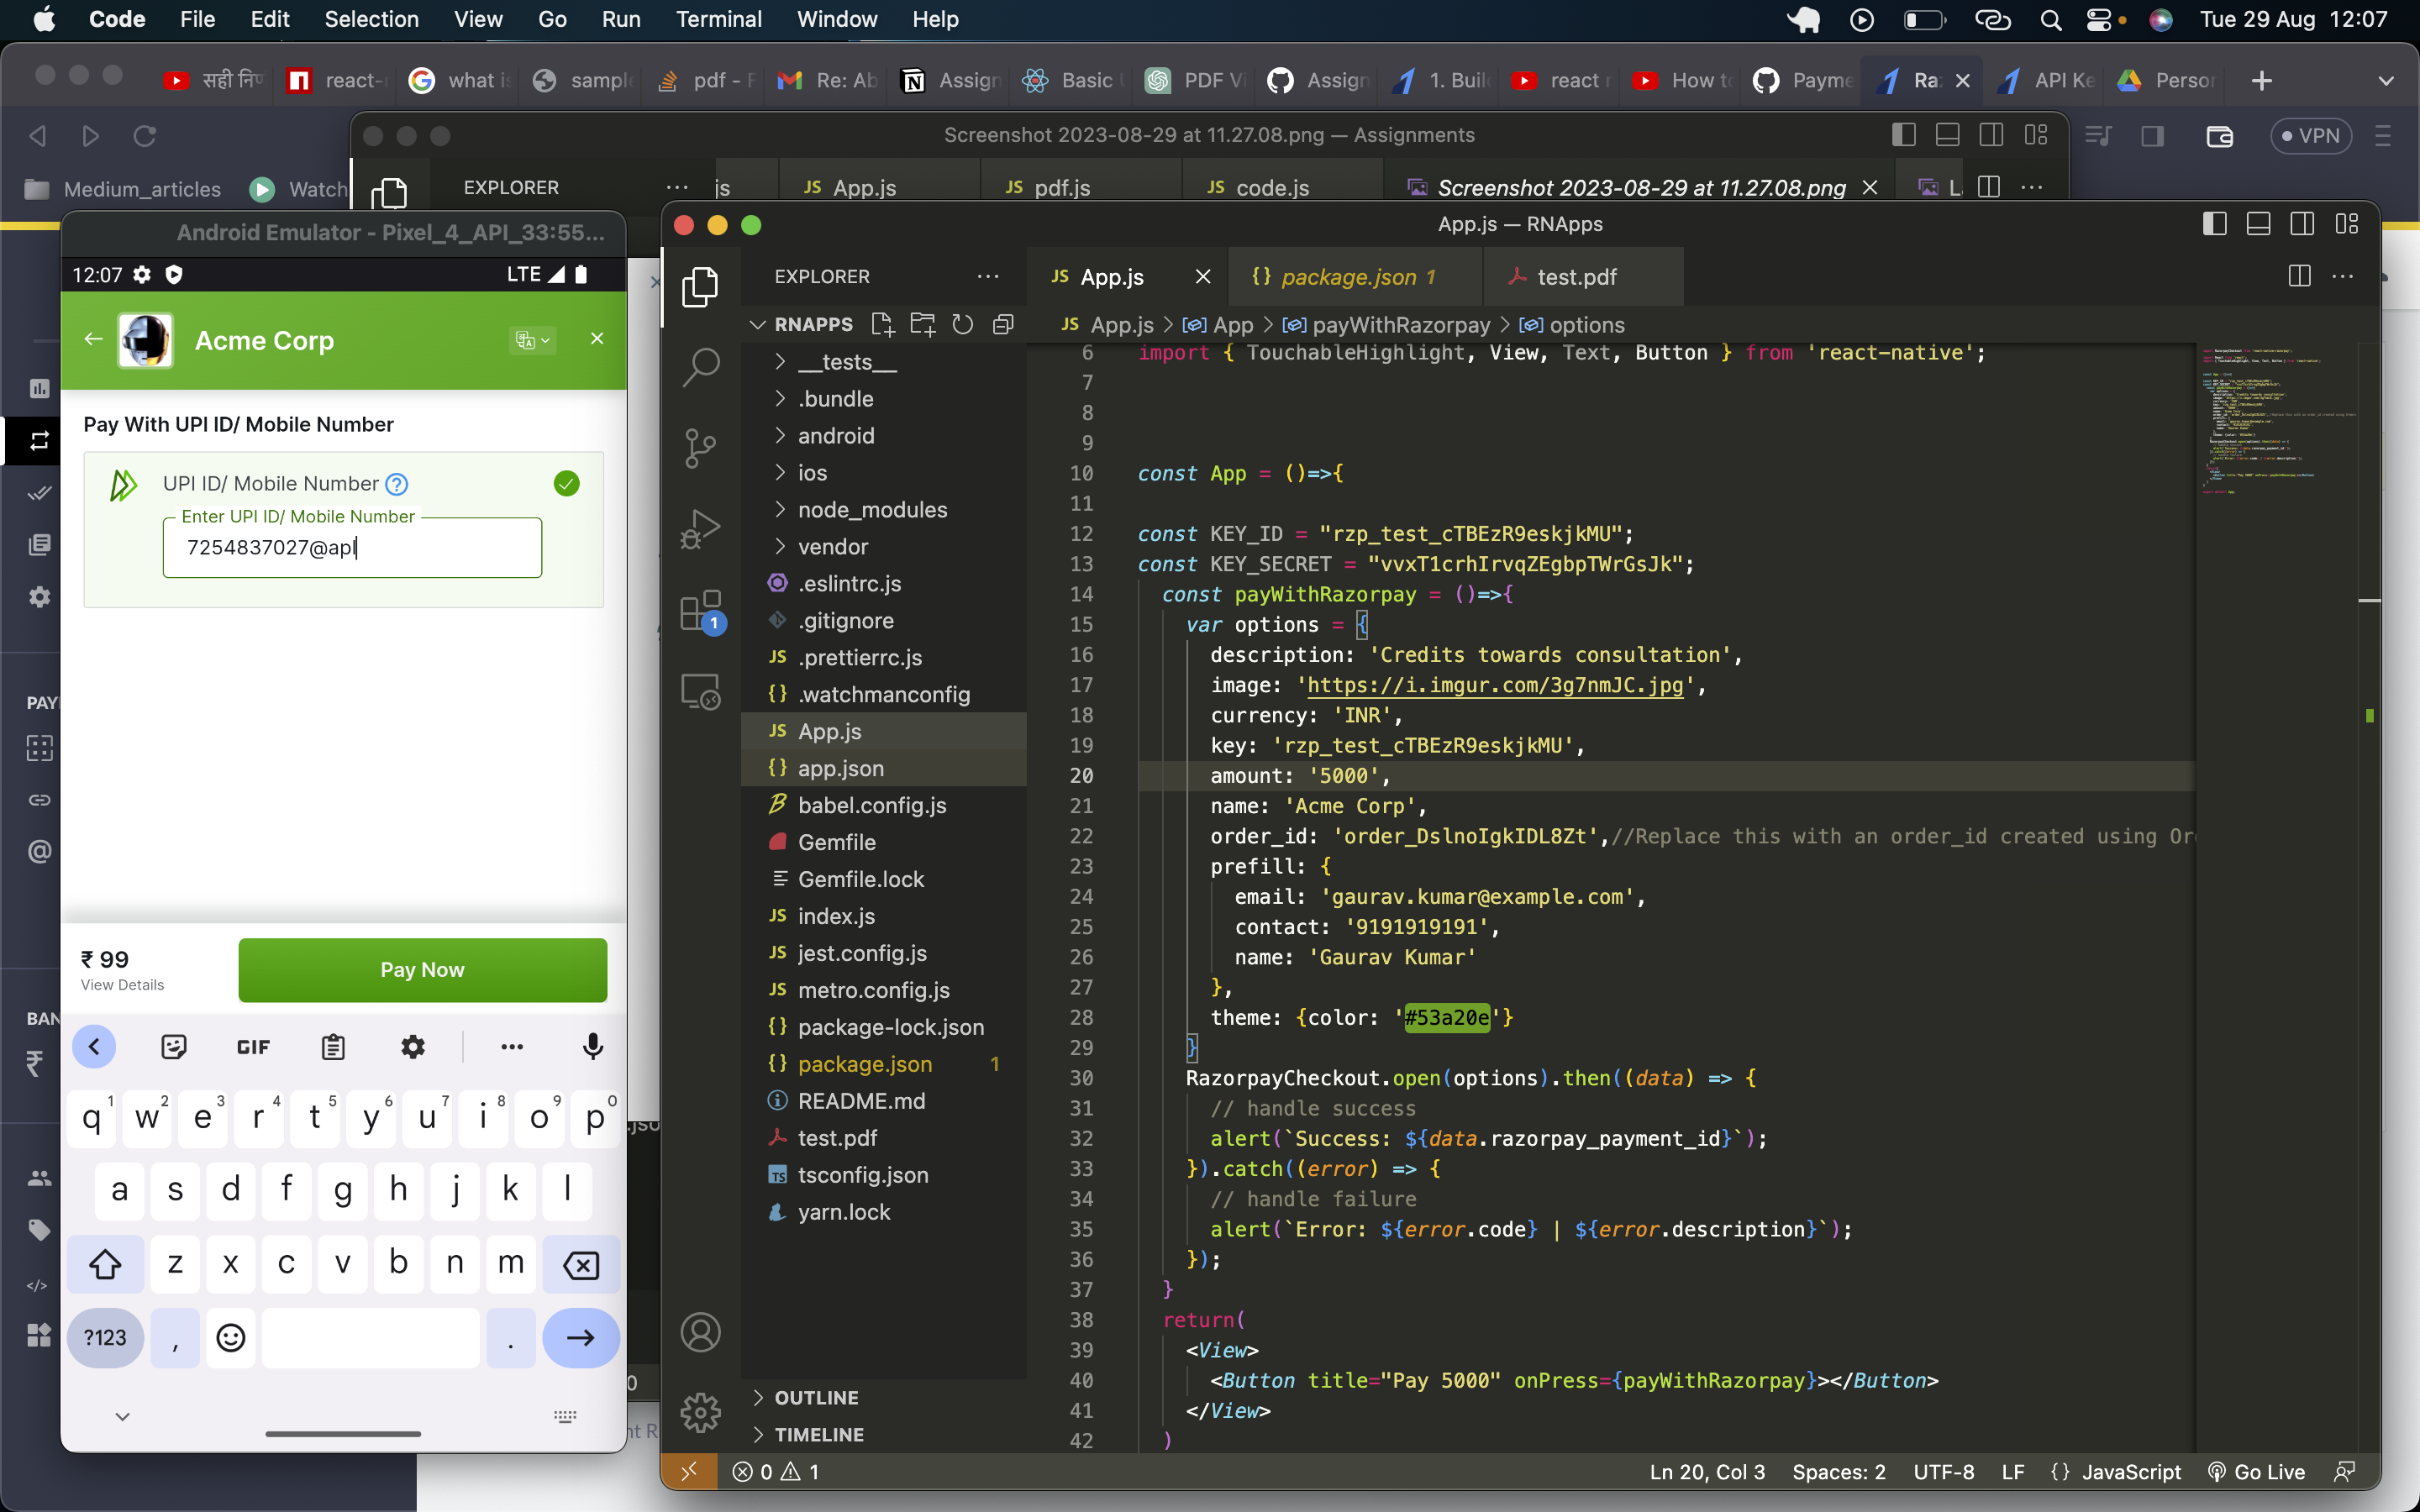 Code File Edit Selection View Go Run Terminal Window Help Tue 29 Aug 12:07
सही react- what is sample pdf - F Re: Ab Assign Basic PDF Vi Assign 1. Buil react r How to Payme Raz API Ke Person
VPN
Medium_articles Watch
Screenshot 2023-08-29 at 11.27.08.png — Assignments
EXPLORER js JS App.js JS pdf.js JS code.js Screenshot 2023-08-29 at 11.27.08.png
Android Emulator - Pixel_4_API_33:55...
12:07 LTE
Acme Corp
Pay With UPI ID/ Mobile Number
UPI ID/ Mobile Number
Enter UPI ID/ Mobile Number
7254837027@apl
₹ 99
View Details
Pay Now
GIF
q1 w2 e3 r4 t5 y6 u7 i8 o9 p0
a s d f g h j k l
z x c v b n m
?123 , .
PAY
BAN
App.js — RNApps
EXPLORER
RNAPPS
__tests__
.bundle
android
ios
node_modules
vendor
.eslintrc.js
.gitignore
JS .prettierrc.js
{} .watchmanconfig
JS App.js
{} app.json
babel.config.js
Gemfile
Gemfile.lock
JS index.js
JS jest.config.js
JS metro.config.js
{} package-lock.json
{} package.json 1
README.md
test.pdf
TS tsconfig.json
yarn.lock
OUTLINE
TIMELINE
1
JS App.js {} package.json 1 test.pdf
JS App.js > App > payWithRazorpay > options
6 import { TouchableHighlight, View, Text, Button } from 'react-native';
7
8
9
10 const App = ()=>{
11
12 const KEY_ID = "rzp_test_cTBEzR9eskjkMU";
13 const KEY_SECRET = "vvxT1crhIrvqZEgbpTWrGsJk";
14 const payWithRazorpay = ()=>{
15 var options = {
16 description: 'Credits towards consultation',
17 image: 'https://i.imgur.com/3g7nmJC.jpg',
18 currency: 'INR',
19 key: 'rzp_test_cTBEzR9eskjkMU',
20 amount: '5000',
21 name: 'Acme Corp',
22 order_id: 'order_DslnoIgkIDL8Zt',//Replace this with an order_id created using Or
23 prefill: {
24 email: 'gaurav.kumar@example.com',
25 contact: '9191919191',
26 name: 'Gaurav Kumar'
27 },
28 theme: {color: '#53a20e'}
29 }
30 RazorpayCheckout.open(options).then((data) => {
31 // handle success
32 alert(`Success: ${data.razorpay_payment_id}`);
33 }).catch((error) => {
34 // handle failure
35 alert(`Error: ${error.code} | ${error.description}`);
36 });
37 }
38 return(
39 <View>
40 <Button title="Pay 5000" onPress={payWithRazorpay}></Button>
41 </View>
42 )
0 1 Ln 20, Col 3 Spaces: 2 UTF-8 LF {} JavaScript Go Live